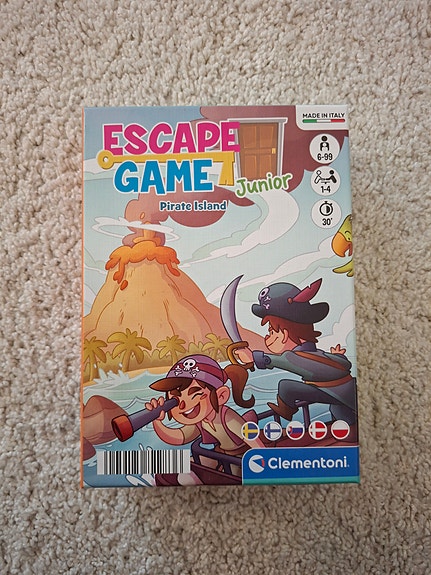 MADE IN ITALY
ESCAPE
GAME
Junior
Pirate Island
6-99
1-4
30'
Clementoni